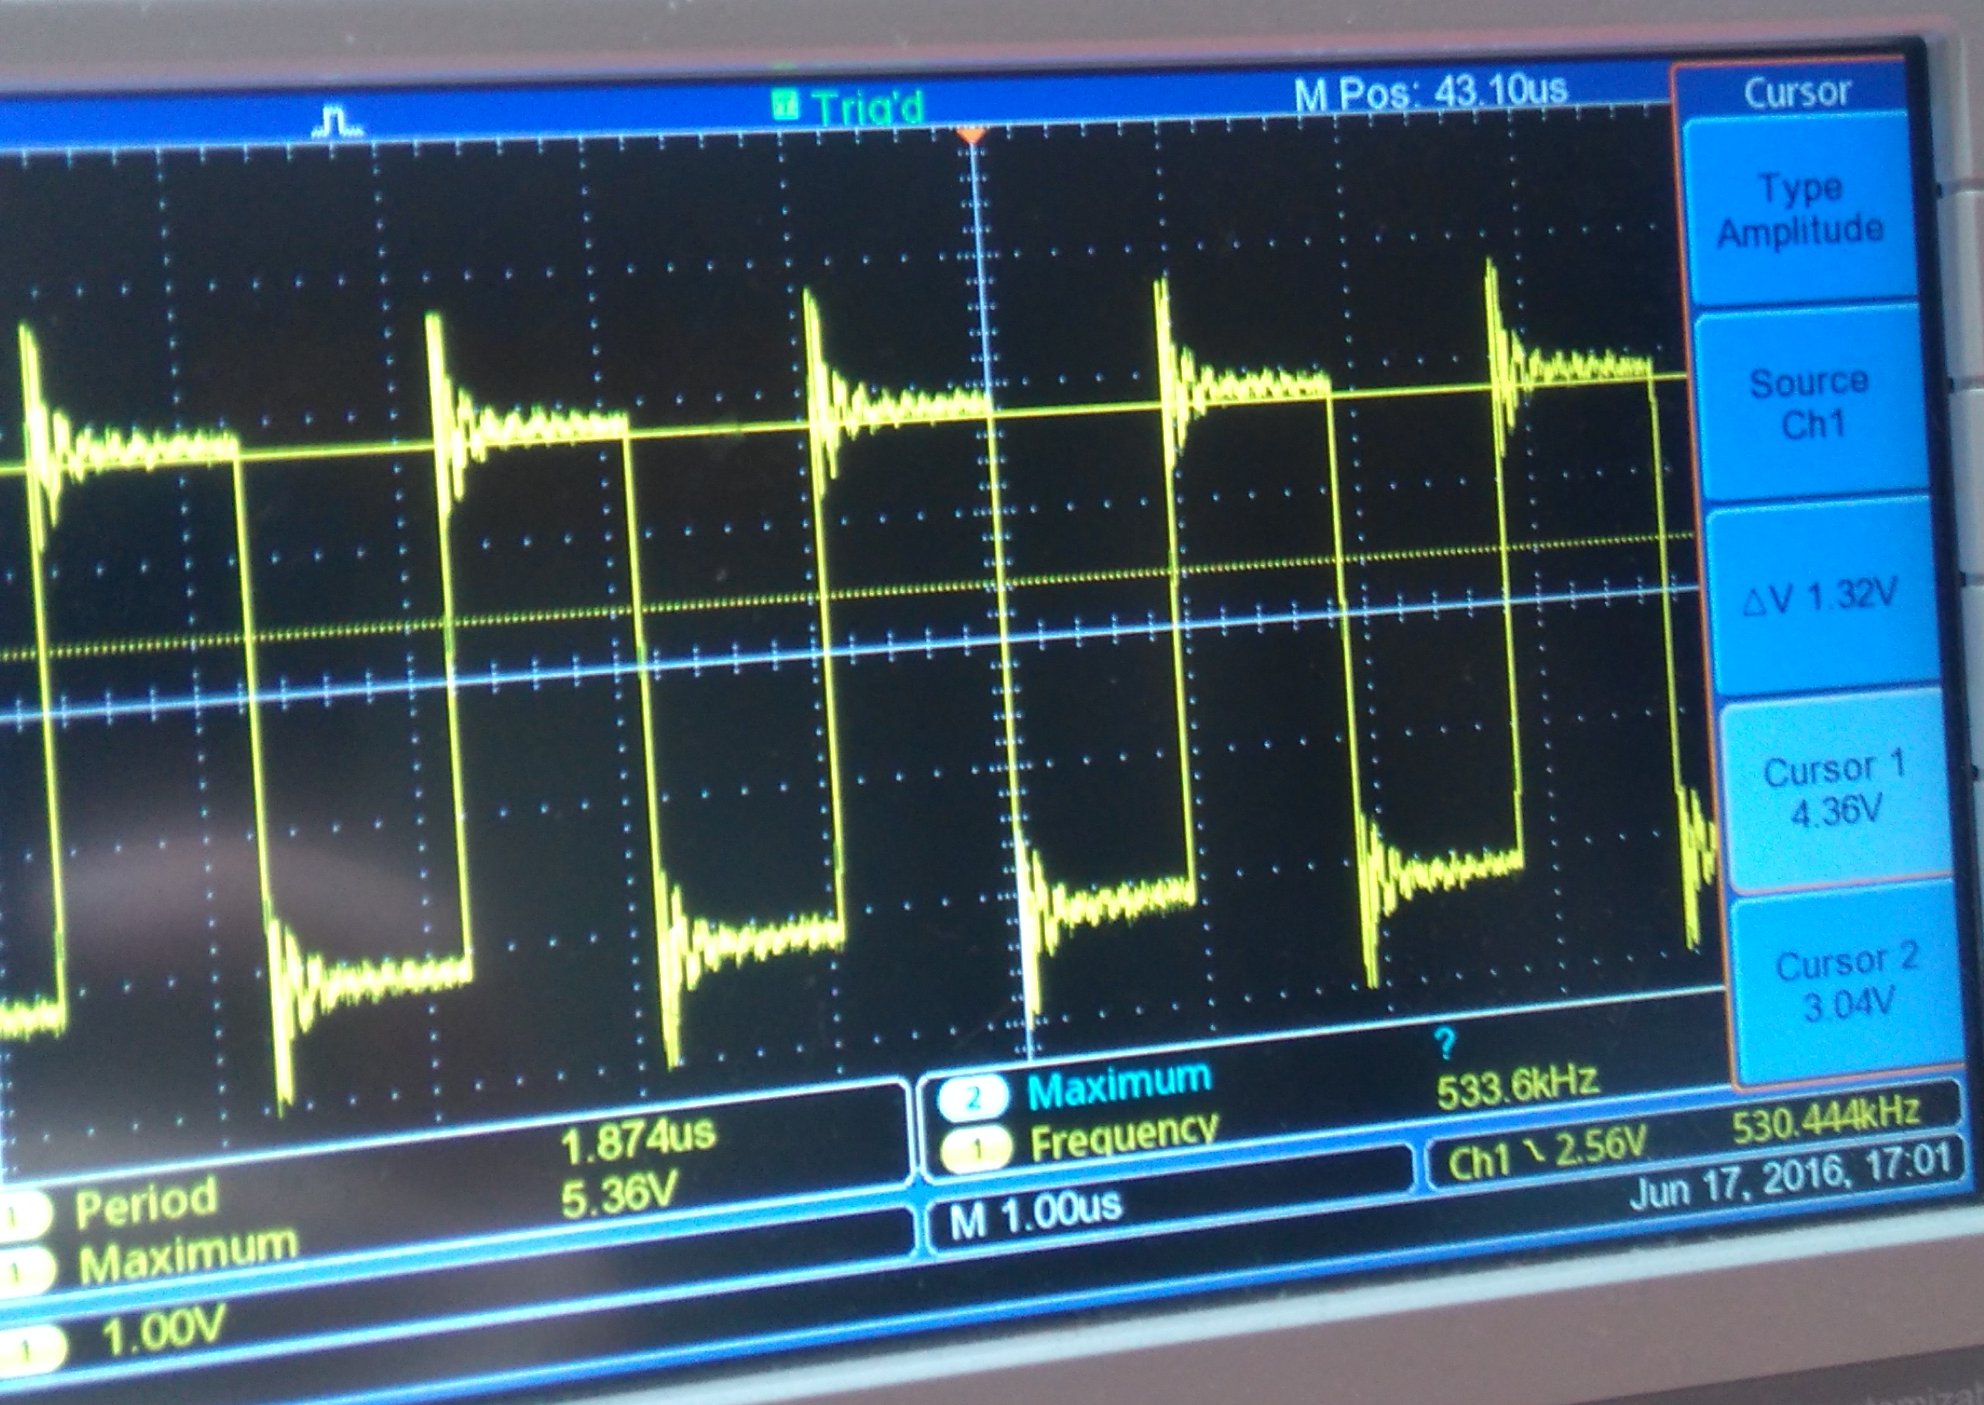 Trig'd
M Pos: 43.10us
Cursor
Type
Amplitude
Source
Ch1
△V 1.32V
Cursor 1
4.36V
Cursor 2
3.04V
1 Period 1.874us
1 Maximum 5.36V
2 Maximum ?
1 Frequency 533.6kHz
1 1.00V
M 1.00us
Ch1 2.56V 530.444kHz
Jun 17, 2016, 17:01